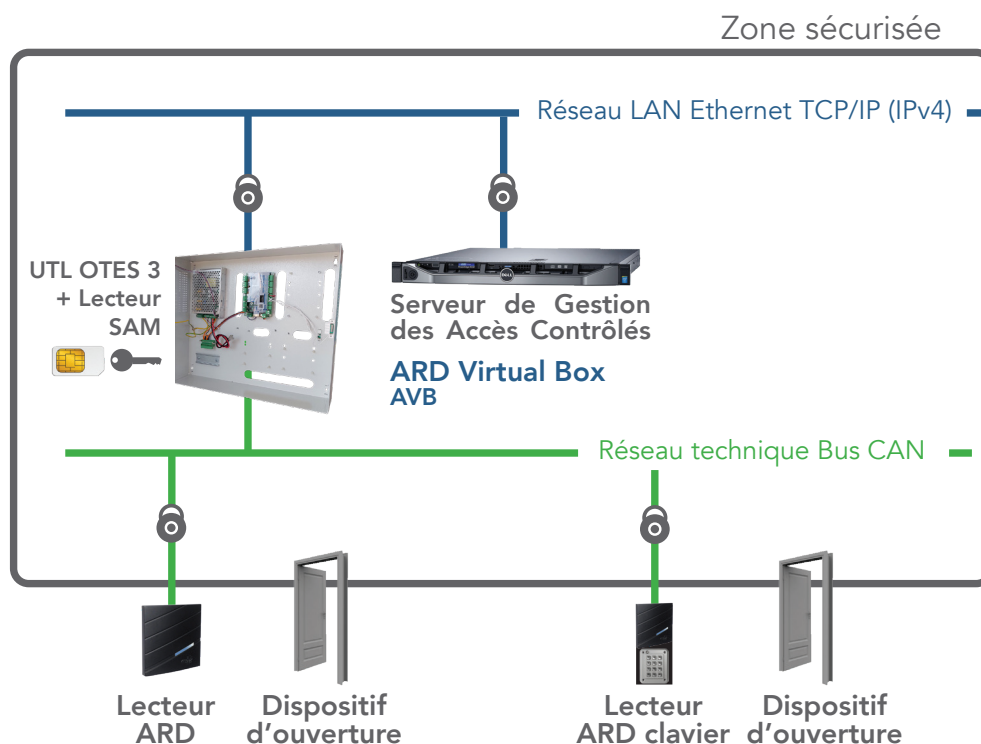 Zone sécurisée
Réseau LAN Ethernet TCP/IP (IPv4)
UTL OTES 3
+ Lecteur
SAM
DELL
Serveur de Gestion
des Accès Contrôlés
ARD Virtual Box
AVB
Réseau technique Bus CAN
Lecteur
ARD
Dispositif
d'ouverture
Lecteur
ARD clavier
Dispositif
d'ouverture